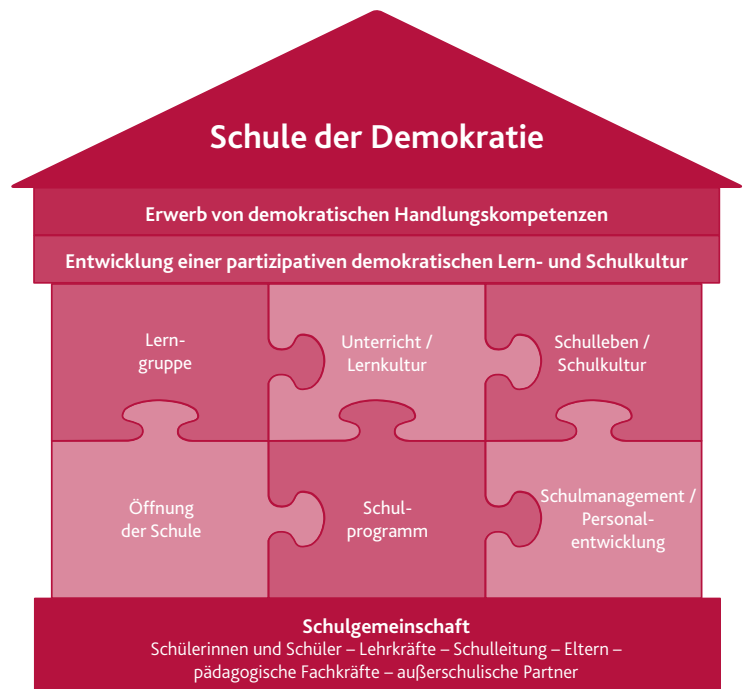 Schule der Demokratie
Erwerb von demokratischen Handlungskompetenzen
Entwicklung einer partizipativen demokratischen Lern- und Schulkultur
Lern-
gruppe
Unterricht /
Lernkultur
Schulleben /
Schulkultur
Öffnung
der Schule
Schul-
programm
Schulmanagement /
Personal-
entwicklung
Schulgemeinschaft
Schülerinnen und Schüler – Lehrkräfte – Schulleitung – Eltern –
pädagogische Fachkräfte – außerschulische Partner